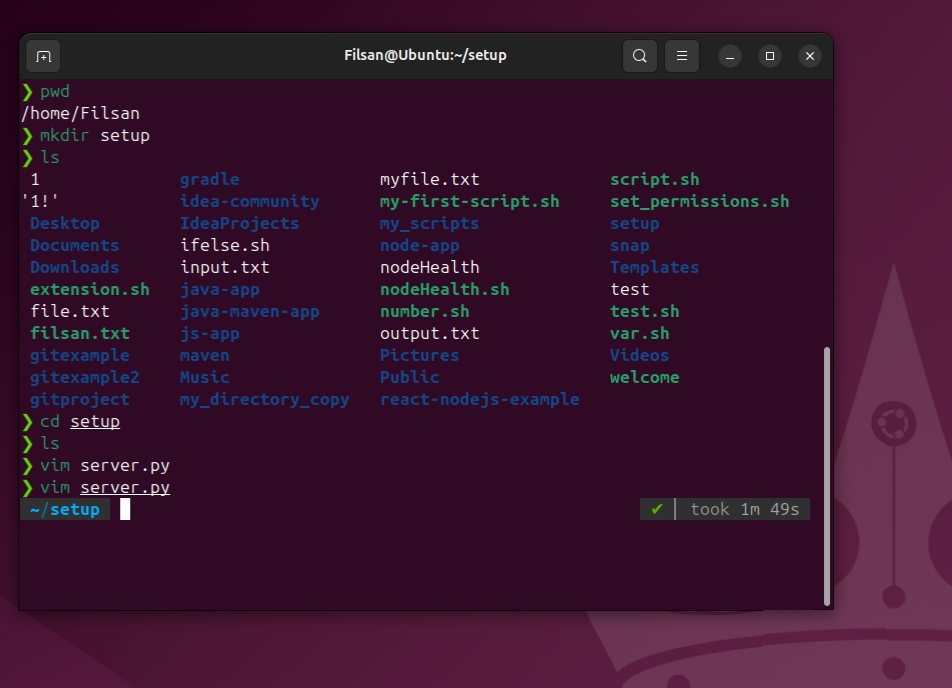 Filsan@Ubuntu:~/setup
❯ pwd
/home/Filsan
❯ mkdir setup
❯ ls
1 gradle myfile.txt script.sh
'1!' idea-community my-first-script.sh set_permissions.sh
Desktop IdeaProjects my_scripts setup
Documents ifelse.sh node-app snap
Downloads input.txt nodeHealth Templates
extension.sh java-app nodeHealth.sh test
file.txt java-maven-app number.sh test.sh
filsan.txt js-app output.txt var.sh
gitexample maven Pictures Videos
gitexample2 Music Public welcome
gitproject my_directory_copy react-nodejs-example
❯ cd setup
❯ ls
❯ vim server.py
❯ vim server.py
~/setup ✔ took 1m 49s